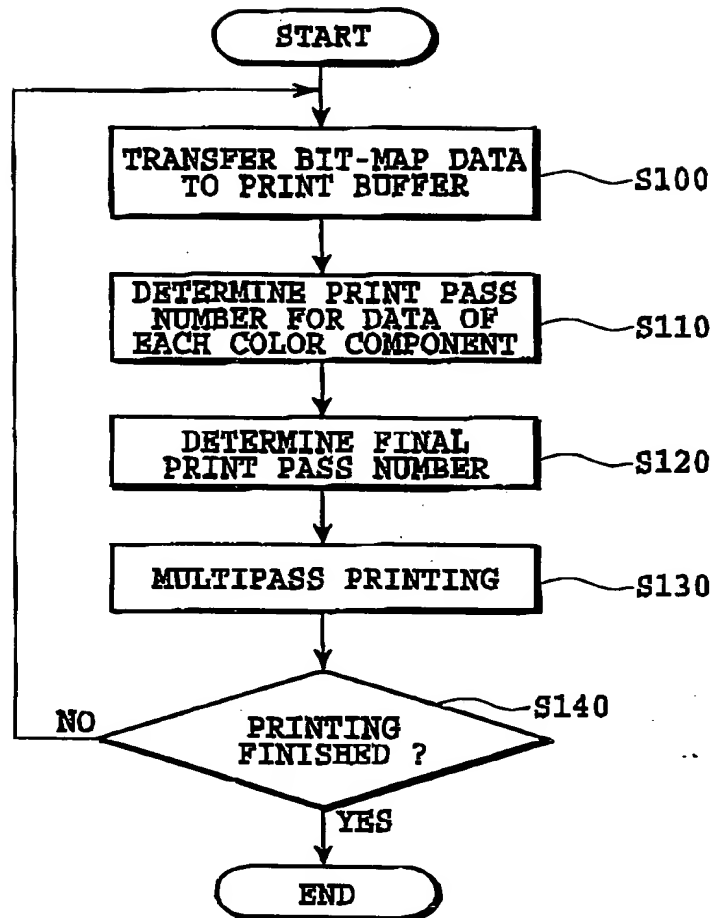 START
TRANSFER BIT-MAP DATA
TO PRINT BUFFER
S100
DETERMINE PRINT PASS
NUMBER FOR DATA OF
EACH COLOR COMPONENT
S110
DETERMINE FINAL
PRINT PASS NUMBER
S120
MULTIPASS PRINTING
S130
S140
NO
PRINTING
FINISHED ?
YES
END